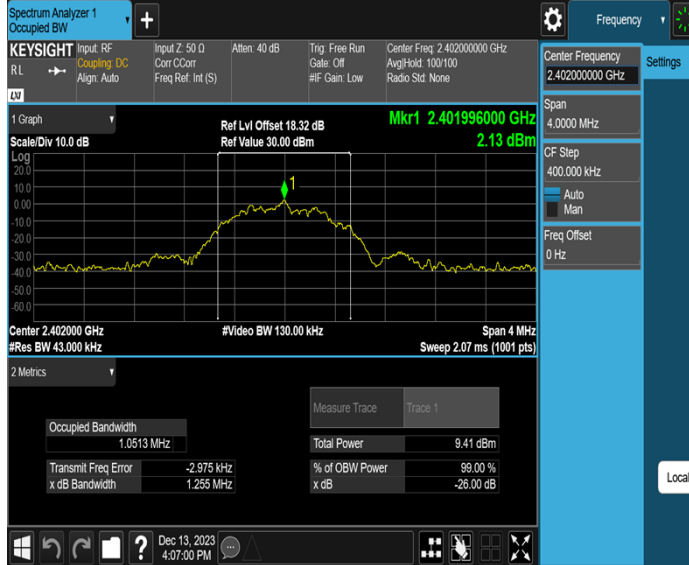 Spectrum Analyzer 1
Occupied BW
+
Frequency
KEYSIGHT
RL
LXI
Input: RF
Coupling: DC
Align: Auto
Input Z: 50 Ω
Corr CCorr
Freq Ref: Int (S)
Atten: 40 dB
Trig: Free Run
Gate: Off
#IF Gain: Low
Center Freq: 2.402000000 GHz
Avg|Hold: 100/100
Radio Std: None
Center Frequency
2.402000000 GHz
Settings
Span
4.0000 MHz
CF Step
400.000 kHz
Auto
Man
Freq Offset
0 Hz
1 Graph
Scale/Div 10.0 dB
Ref Lvl Offset 18.32 dB
Ref Value 30.00 dBm
Mkr1 2.401996000 GHz
2.13 dBm
Log
20.0
10.0
0.00
-10.0
-20.0
-30.0
-40.0
-50.0
-60.0
1
Center 2.402000 GHz
#Res BW 43.000 kHz
#Video BW 130.00 kHz
Span 4 MHz
Sweep 2.07 ms (1001 pts)
2 Metrics
Measure Trace
Trace 1
Occupied Bandwidth
1.0513 MHz
Total Power
9.41 dBm
Transmit Freq Error
-2.975 kHz
% of OBW Power
99.00 %
x dB Bandwidth
1.255 MHz
x dB
-26.00 dB
Local
?
Dec 13, 2023
4:07:00 PM